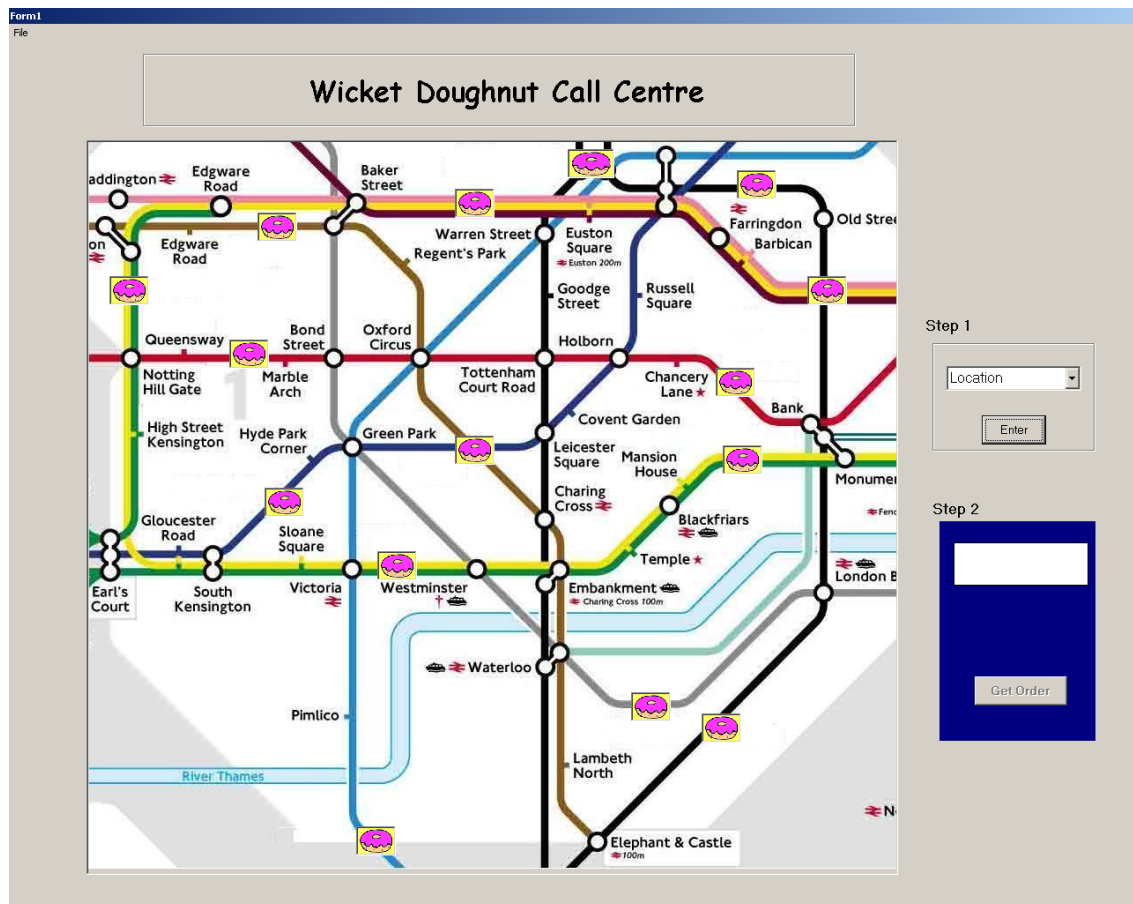 Form1
File
Wicket Doughnut Call Centre
addington
Edgware
Road
Baker
Street
Farringdon
Barbican
Old Stre
on
Edgware
Road
Regent's Park
Warren Street
Euston
Square
Euston 200m
Goodge
Street
Russell
Square
Queensway
Bond
Street
Oxford
Circus
Holborn
Notting
Hill Gate
1
Marble
Arch
Tottenham
Court Road
Chancery
Lane
Bank
High Street
Kensington
Hyde Park
Corner
Green Park
Covent Garden
Leicester
Square
Mansion
House
Monumen
Charing
Cross
Blackfriars
Fenc
Gloucester
Road
Sloane
Square
Temple
Earl's
Court
South
Kensington
Victoria
Westminster
Embankment
Charing Cross 100m
London B
Waterloo
Pimlico
Lambeth
North
River Thames
N
Elephant & Castle
100m
Step 1
Location
Enter
Step 2
Get Order